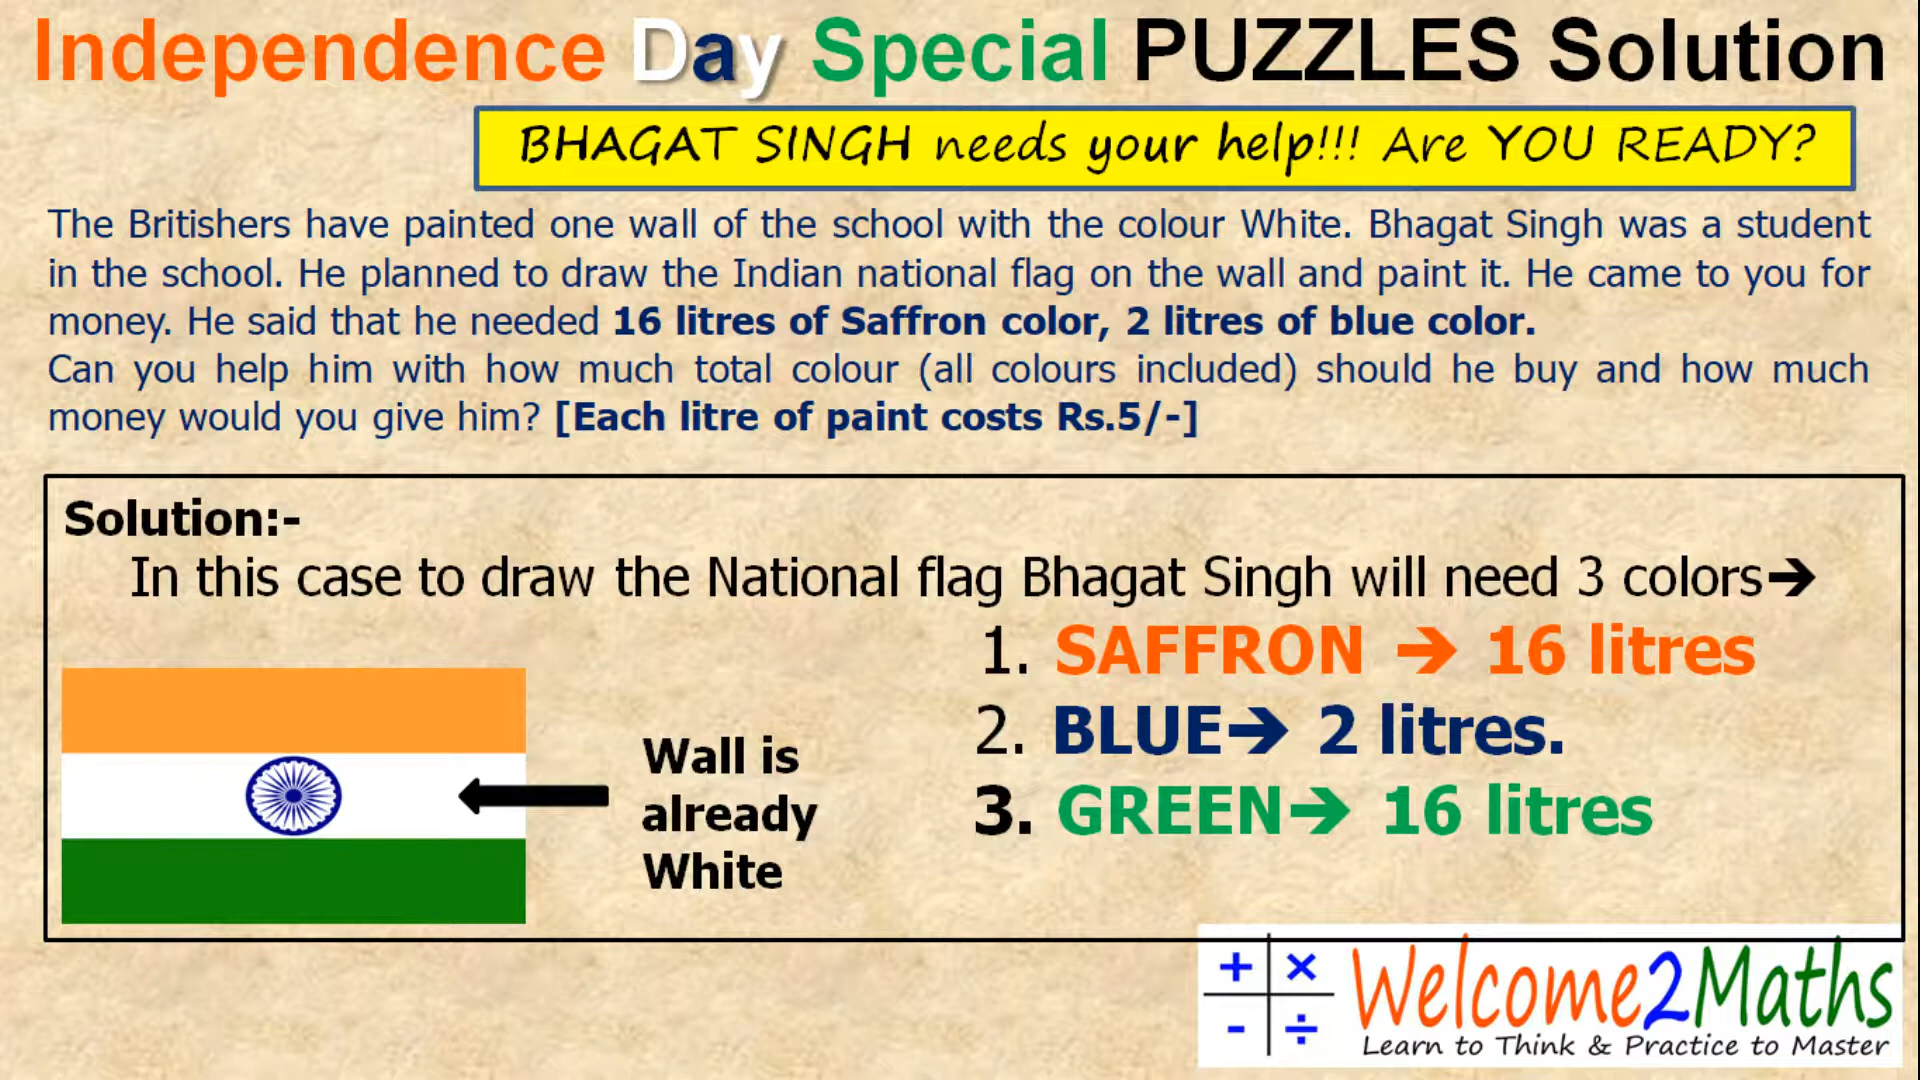 Independence Day Special PUZZLES Solution
BHAGAT SINGH needs your help!!! Are YOU READY?
The Britishers have painted one wall of the school with the colour White. Bhagat Singh was a student
in the school. He planned to draw the Indian national flag on the wall and paint it. He came to you for
money. He said that he needed 16 litres of Saffron color, 2 litres of blue color.
Can you help him with how much total colour (all colours included) should he buy and how much
money would you give him? [Each litre of paint costs Rs.5/-]
Solution:-
In this case to draw the National flag Bhagat Singh will need 3 colors➔
1. SAFFRON ➔ 16 litres
2. BLUE➔ 2 litres.
3. GREEN➔ 16 litres
Wall is
already
White
+ ×
- ÷
Welcome2Maths
Learn to Think & Practice to Master